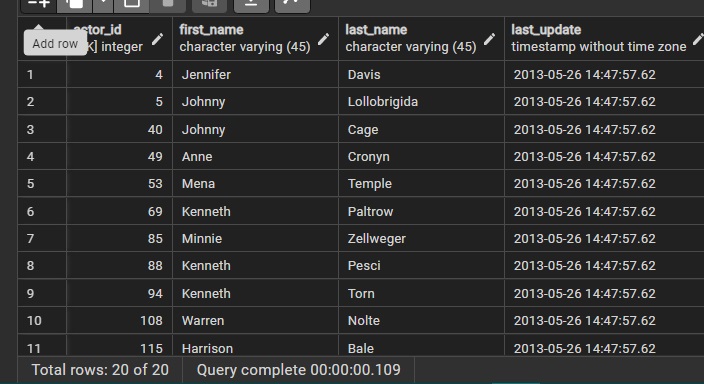 actor_id first_name last_name last_update
Add row K] integer character varying (45) character varying (45) timestamp without time zone
1 4 Jennifer Davis 2013-05-26 14:47:57.62
2 5 Johnny Lollobrigida 2013-05-26 14:47:57.62
3 40 Johnny Cage 2013-05-26 14:47:57.62
4 49 Anne Cronyn 2013-05-26 14:47:57.62
5 53 Mena Temple 2013-05-26 14:47:57.62
6 69 Kenneth Paltrow 2013-05-26 14:47:57.62
7 85 Minnie Zellweger 2013-05-26 14:47:57.62
8 88 Kenneth Pesci 2013-05-26 14:47:57.62
9 94 Kenneth Torn 2013-05-26 14:47:57.62
10 108 Warren Nolte 2013-05-26 14:47:57.62
11 115 Harrison Bale 2013-05-26 14:47:57.62
Total rows: 20 of 20 Query complete 00:00:00.109